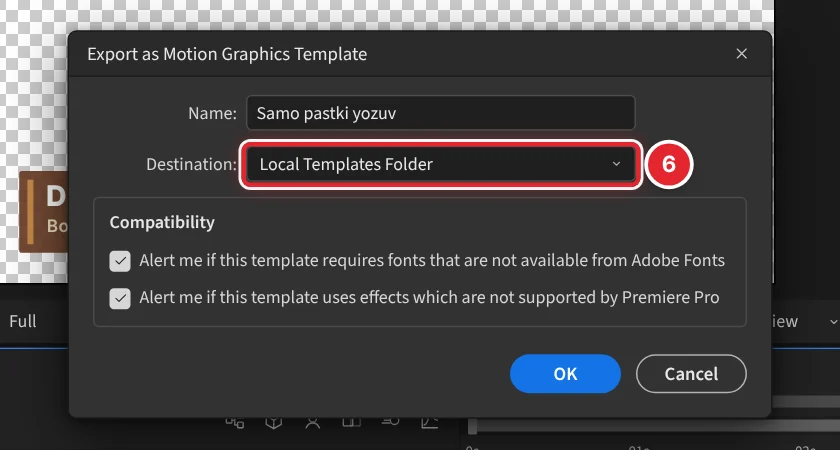 Export as Motion Graphics Template
Name: Samo pastki yozuv
Destination: Local Templates Folder 6
Compatibility
Alert me if this template requires fonts that are not available from Adobe Fonts
Alert me if this template uses effects which are not supported by Premiere Pro
OK Cancel
D
Bo
Full
iew